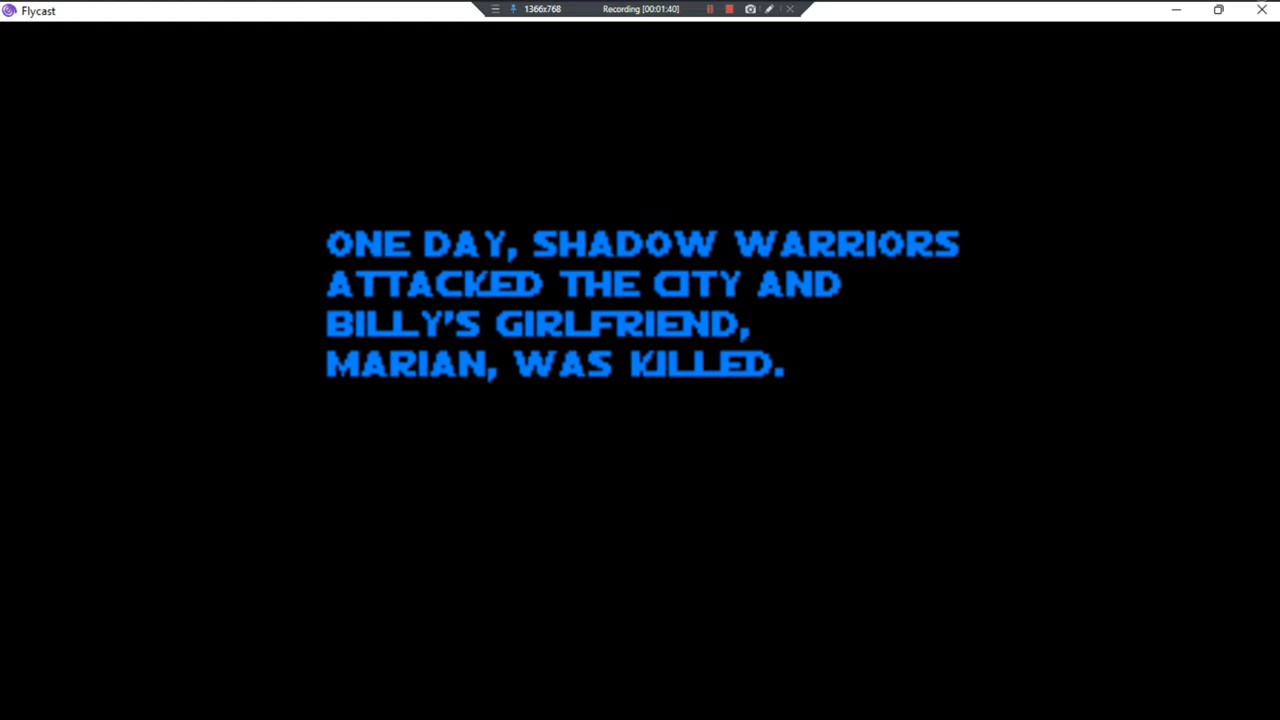 Flycast
1366x768
Recording [00:01:40]
ONE DAY, SHADOW WARRIORS
ATTACKED THE CITY AND
BILLY'S GIRLFRIEND,
MARIAN, WAS KILLED.